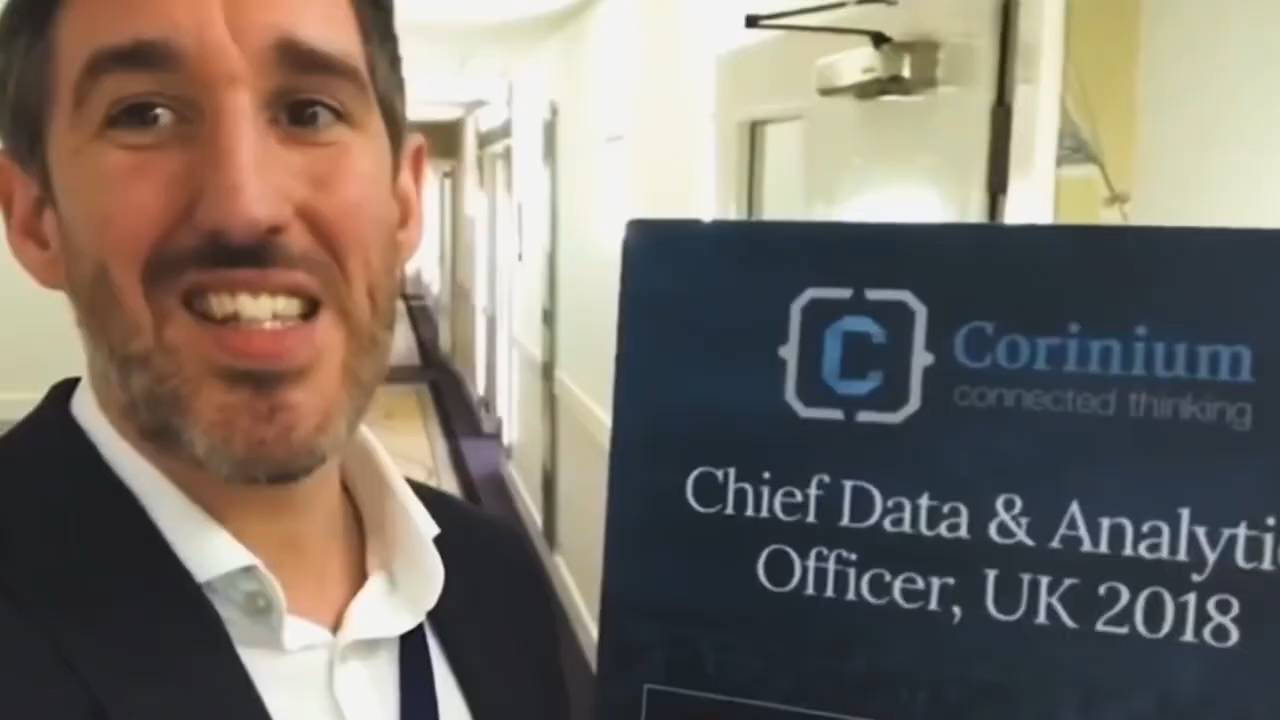 C
Corinium
connected thinking
Chief Data & Analytic
Officer, UK 2018